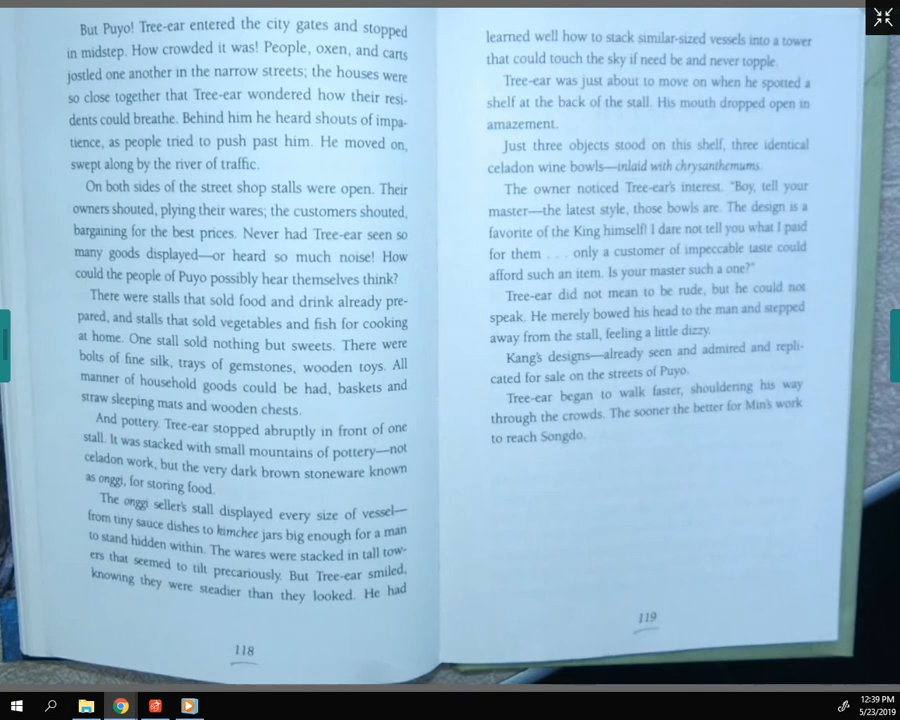 But Puyo! Tree-ear entered the city gates and stopped
in midstep. How crowded it was! People, oxen, and carts
jostled one another in the narrow streets; the houses were
so close together that Tree-ear wondered how their resi-
dents could breathe. Behind him he heard shouts of impa-
tience, as people tried to push past him. He moved on,
swept along by the river of traffic.
On both sides of the street shop stalls were open. Their
owners shouted, plying their wares; the customers shouted,
bargaining for the best prices. Never had Tree-ear seen so
many goods displayed—or heard so much noise! How
could the people of Puyo possibly hear themselves think?
There were stalls that sold food and drink already pre-
pared, and stalls that sold vegetables and fish for cooking
at home. One stall sold nothing but sweets. There were
bolts of fine silk, trays of gemstones, wooden toys. All
manner of household goods could be had, baskets and
straw sleeping mats and wooden chests.
And pottery. Tree-ear stopped abruptly in front of one
stall. It was stacked with small mountains of pottery—not
celadon work, but the very dark brown stoneware known
as onggi, for storing food.
The onggi seller's stall displayed every size of vessel—
from tiny sauce dishes to kimchee jars big enough for a man
to stand hidden within. The wares were stacked in tall tow-
ers that seemed to tilt precariously. But Tree-ear smiled,
knowing they were steadier than they looked. He had
118
learned well how to stack similar-sized vessels into a tower
that could touch the sky if need be and never topple.
Tree-ear was just about to move on when he spotted a
shelf at the back of the stall. His mouth dropped open in
amazement.
Just three objects stood on this shelf, three identical
celadon wine bowls—inlaid with chrysanthemums.
The owner noticed Tree-ear's interest. "Boy, tell your
master—the latest style, those bowls are. The design is a
favorite of the King himself! I dare not tell you what I paid
for them . . . only a customer of impeccable taste could
afford such an item. Is your master such a one?"
Tree-ear did not mean to be rude, but he could not
speak. He merely bowed his head to the man and stepped
away from the stall, feeling a little dizzy.
Kang's designs—already seen and admired and repli-
cated for sale on the streets of Puyo.
Tree-ear began to walk faster, shouldering his way
through the crowds. The sooner the better for Min's work
to reach Songdo.
119
12:39 PM
5/23/2019